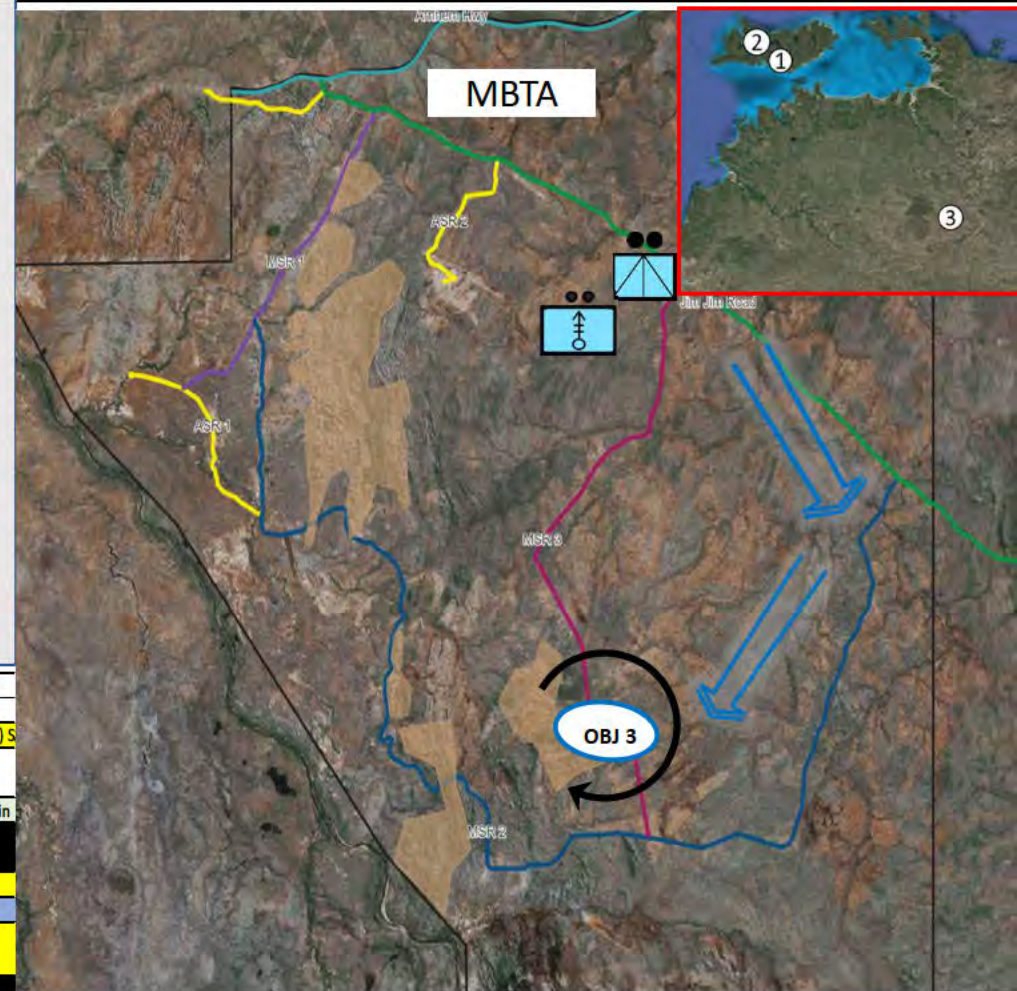 Arnhem Hwy
MBTA
2
1
3
ASR 2
MSR 1
Jim Jim Road
ASR 1
MSR 3
OBJ 3
MSR 2
) S
in